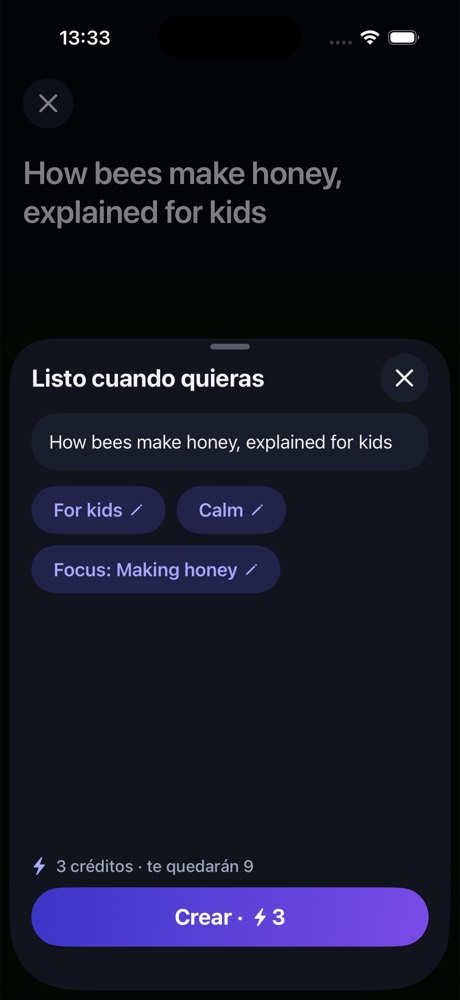 13:33
How bees make honey,
explained for kids
Listo cuando quieras
How bees make honey, explained for kids
For kids
Calm
Focus: Making honey
3 créditos · te quedarán 9
Crear · 3